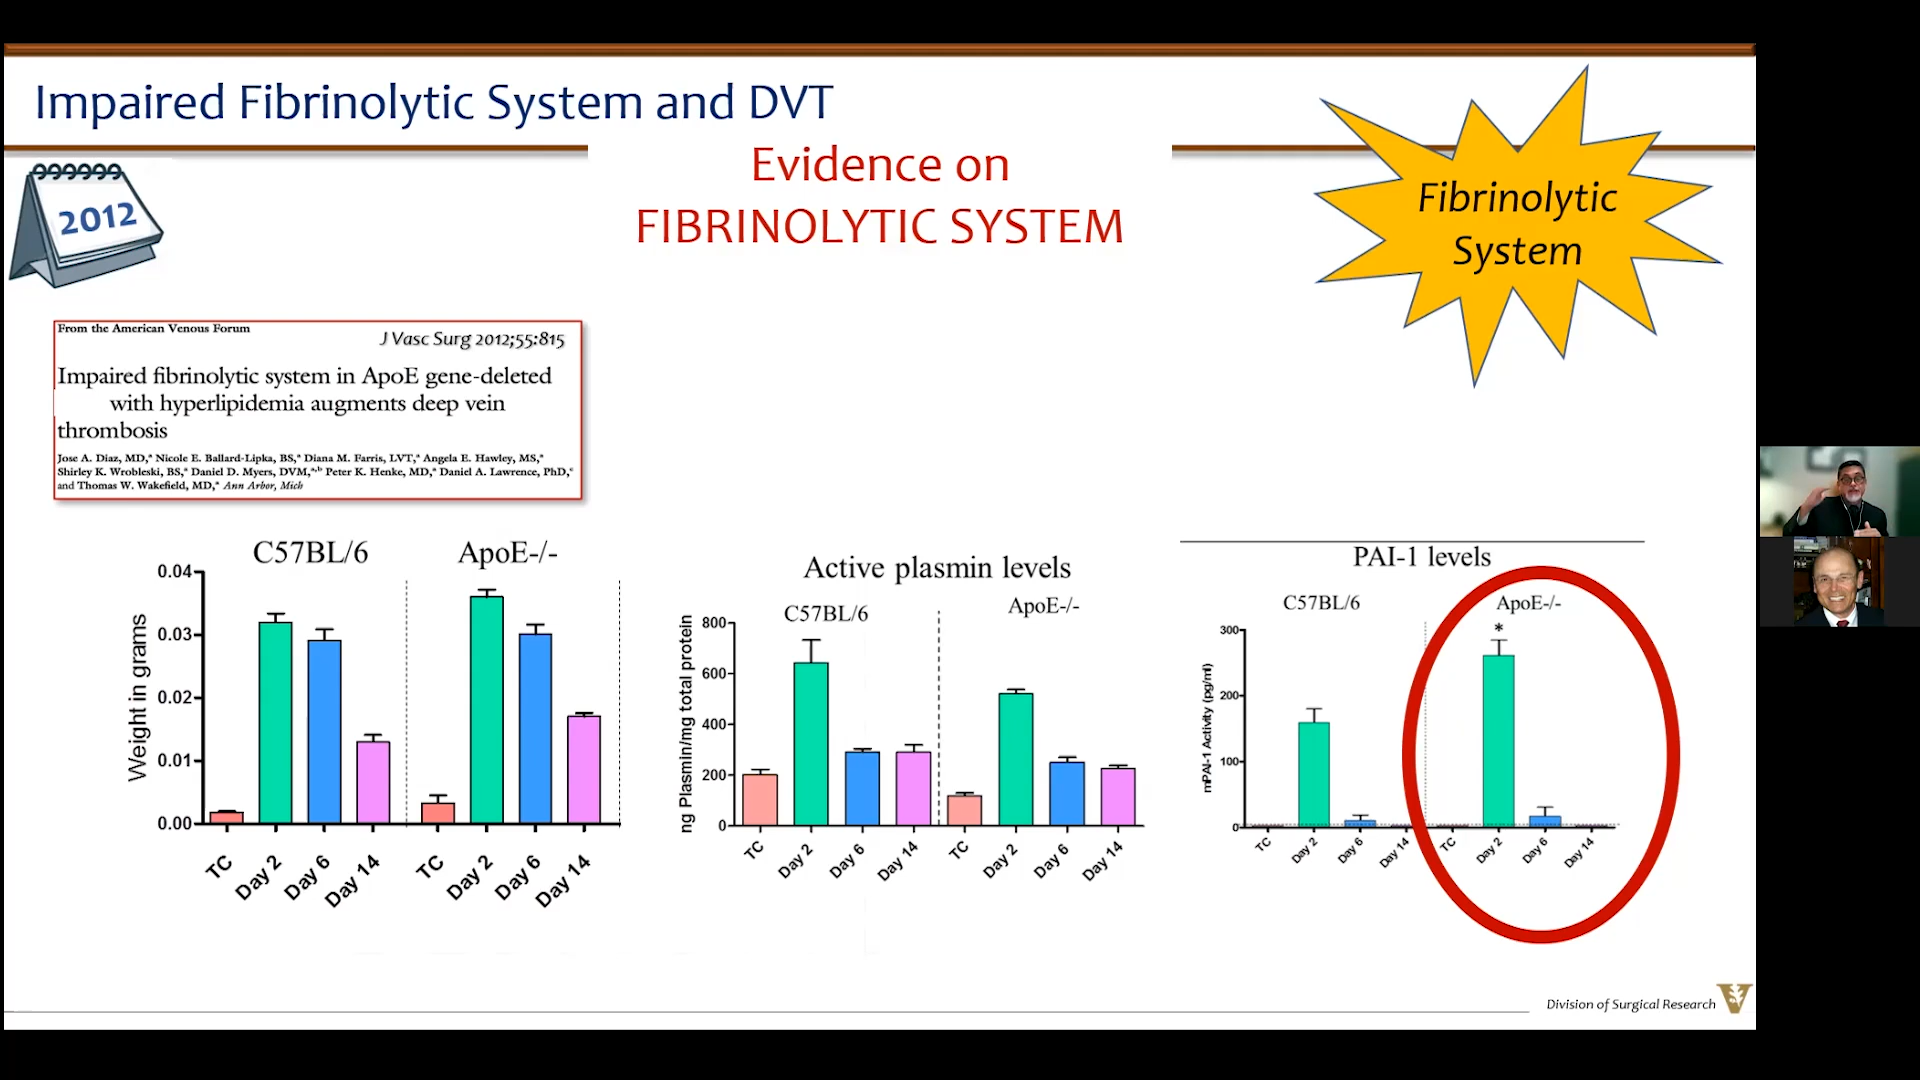 Impaired Fibrinolytic System and DVT
2012
Evidence on
FIBRINOLYTIC SYSTEM
Fibrinolytic
System
From the American Venous Forum
J Vasc Surg 2012;55:815
Impaired fibrinolytic system in ApoE gene-deleted
with hyperlipidemia augments deep vein
thrombosis
Jose A. Diaz, MD,a Nicole E. Ballard-Lipka, BS,a Diana M. Farris, LVT,a Angela E. Hawley, MS,a
Shirley K. Wrobleski, BS,a Daniel D. Myers, DVM,a,b Peter K. Henke, MD,a Daniel A. Lawrence, PhD,c
and Thomas W. Wakefield, MD,a Ann Arbor, Mich
C57BL/6 ApoE-/-
Weight in grams
0.04
0.03
0.02
0.01
0.00
TC Day 2 Day 6 Day 14 TC Day 2 Day 6 Day 14
Active plasmin levels
C57BL/6 ApoE-/-
ng Plasmin/mg total protein
800
600
400
200
0
TC Day 2 Day 6 Day 14 TC Day 2 Day 6 Day 14
PAI-1 levels
C57BL/6 ApoE-/-
*
mPAI-1 Activity (pg/ml)
300
200
100
0
TC Day 2 Day 6 Day 14 TC Day 2 Day 6 Day 14
Division of Surgical Research
V